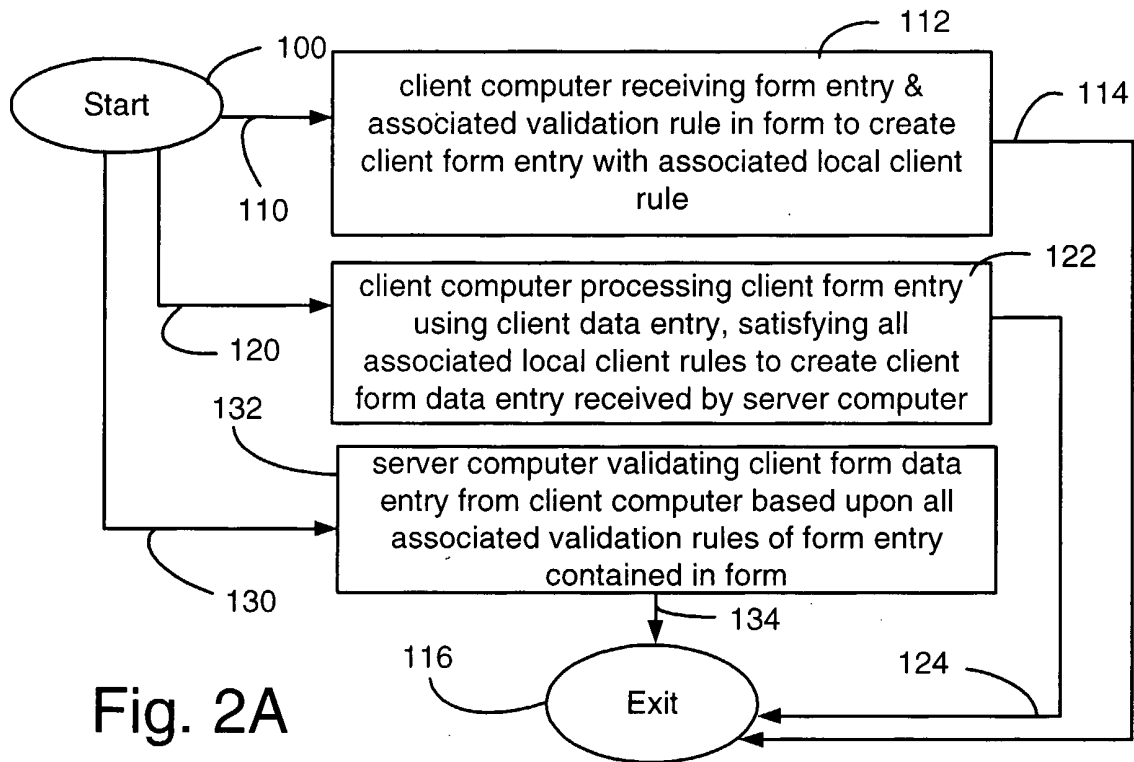 100
112
Start
client computer receiving form entry &
associated validation rule in form to create
client form entry with associated local client
rule
114
110
122
client computer processing client form entry
using client data entry, satisfying all
associated local client rules to create client
form data entry received by server computer
120
132
server computer validating client form data
entry from client computer based upon all
associated validation rules of form entry
contained in form
130
134
116
124
Exit
Fig. 2A